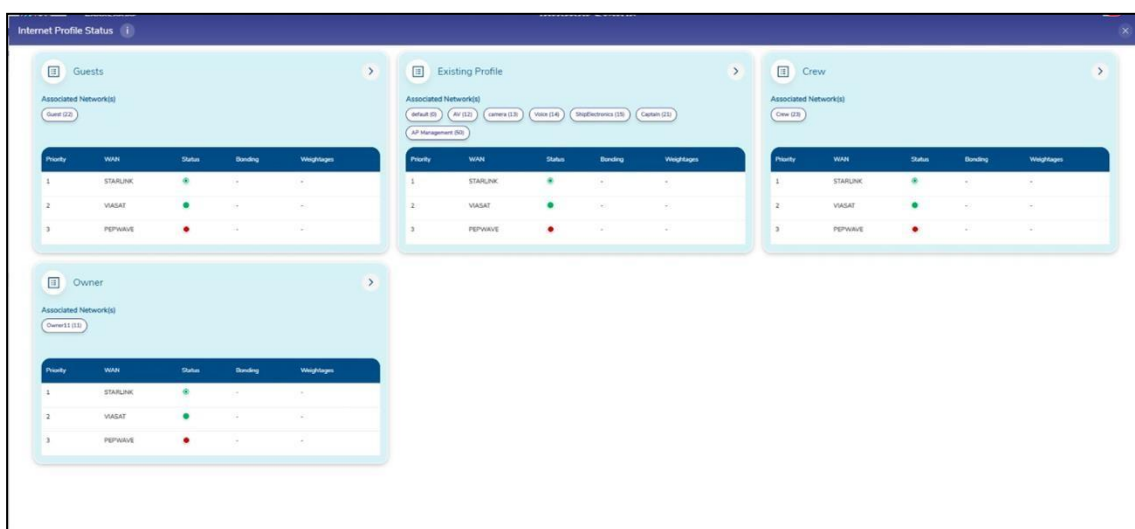 Internet Profile Status i
Guests
Associated Network(s)
Guest (22)
Priority WAN Status Bonding Weightages
1 STARLINK - -
2 VIASAT - -
3 PEPWAVE - -
Existing Profile
Associated Network(s)
default (0) AV (12) camera (13) Voice (14) ShipElectronics (15) Captain (21)
AP Management (50)
Priority WAN Status Bonding Weightages
1 STARLINK - -
2 VIASAT - -
3 PEPWAVE - -
Crew
Associated Network(s)
Crew (23)
Priority WAN Status Bonding Weightages
1 STARLINK - -
2 VIASAT - -
3 PEPWAVE - -
Owner
Associated Network(s)
Owner11 (11)
Priority WAN Status Bonding Weightages
1 STARLINK - -
2 VIASAT - -
3 PEPWAVE - -